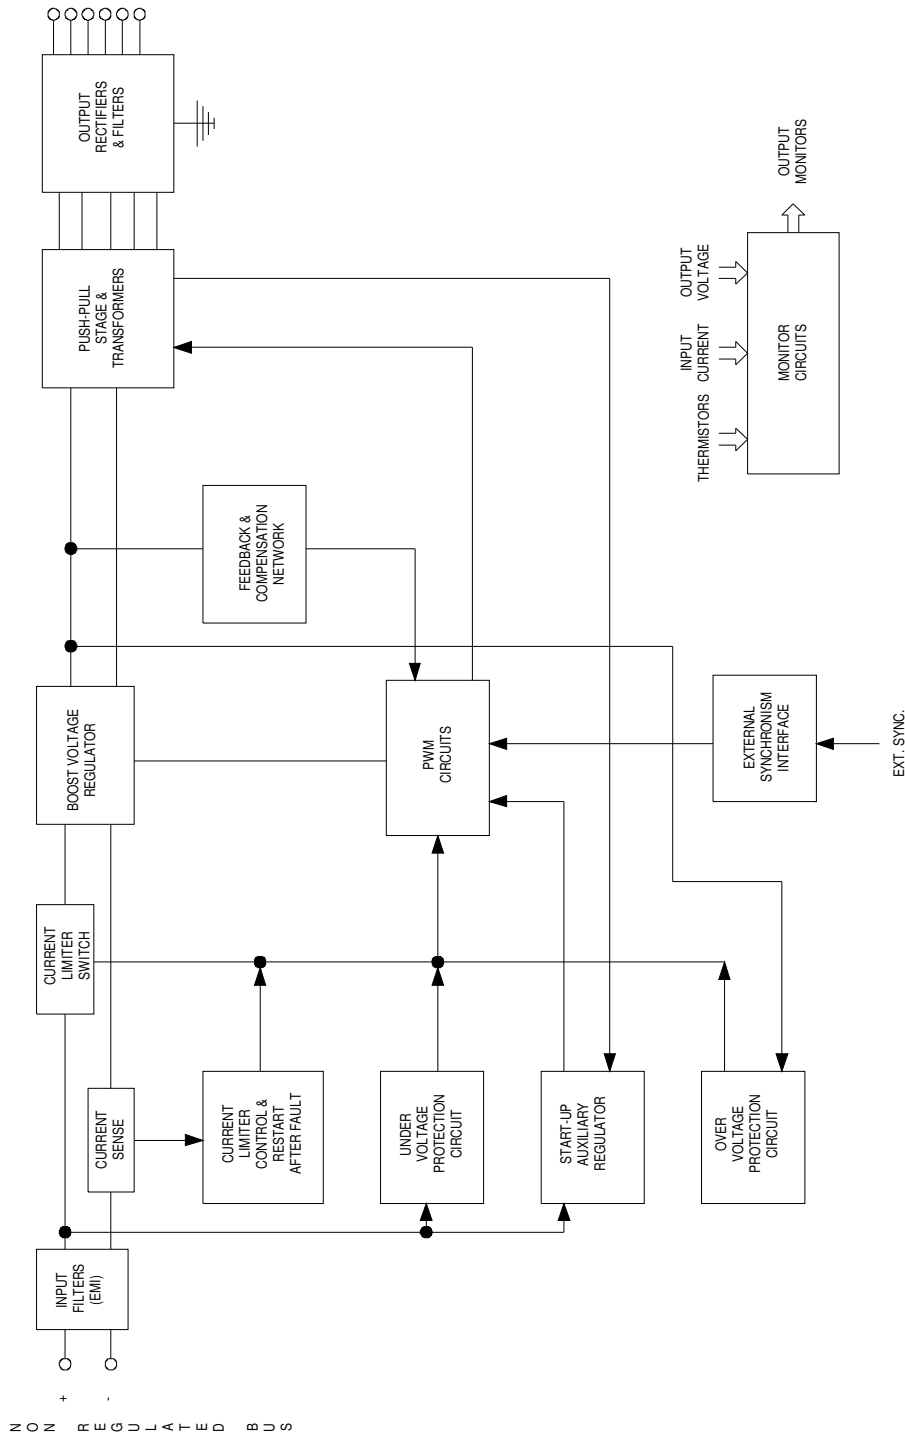 NON REGULATED BUS
+
-
INPUT
FILTERS
(EMI)
CURRENT
SENSE
CURRENT
LIMITER
SWITCH
BOOST VOLTAGE
REGULATOR
PUSH-PULL
STAGE &
TRANSFORMERS
OUTPUT
RECTIFIERS
& FILTERS
CURRENT
LIMITER
CONTROL &
RESTART
AFTER FAULT
FEEDBACK &
COMPENSATION
NETWORK
UNDER
VOLTAGE
PROTECTION
CIRCUIT
PWM
CIRCUITS
START-UP
AUXILIARY
REGULATOR
OVER
VOLTAGE
PROTECTION
CIRCUIT
EXTERNAL
SYNCHRONISM
INTERFACE
EXT. SYNC.
THERMISTORS
INPUT
CURRENT
OUTPUT
VOLTAGE
MONITOR
CIRCUITS
OUTPUT
MONITORS